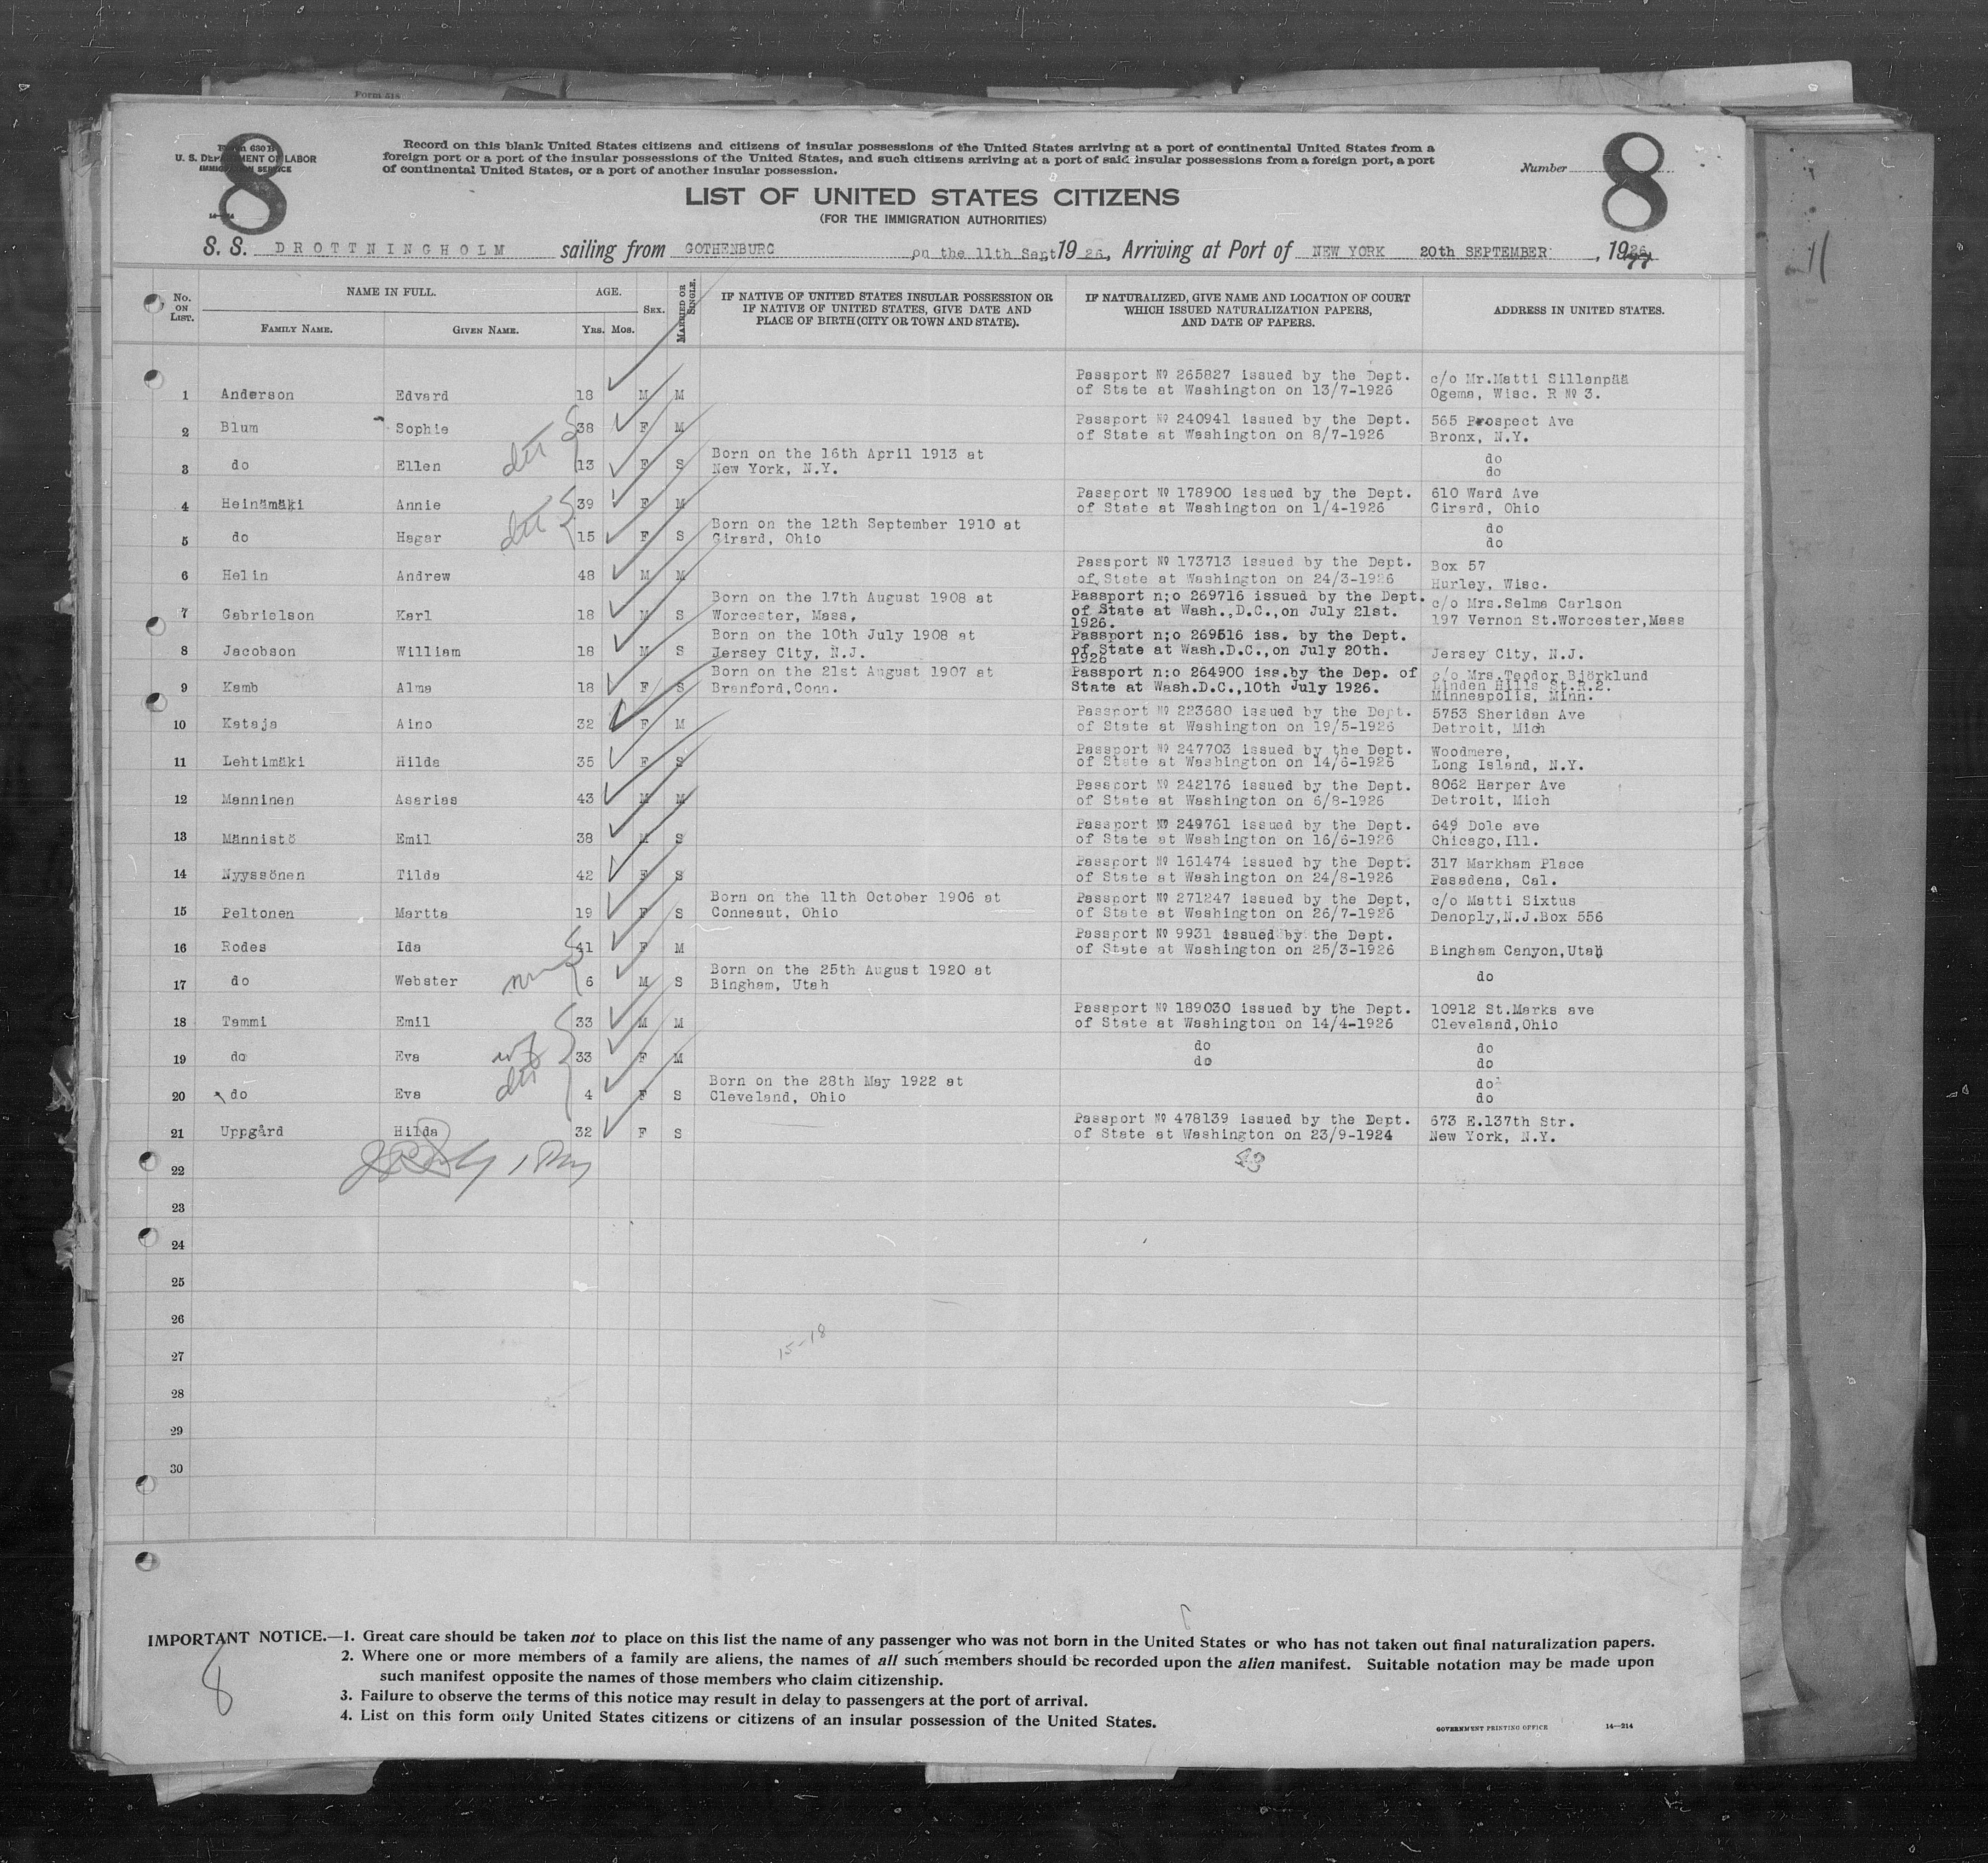 Form 518
8
8
Form 630 B
U. S. DEPARTMENT OF LABOR
IMMIGRATION SERVICE
14—214
Record on this blank United States citizens and citizens of insular possessions of the United States arriving at a port of continental United States from a
foreign port or a port of the insular possessions of the United States, and such citizens arriving at a port of said insular possessions from a foreign port, a port
of continental United States, or a port of another insular possession.
Number
LIST OF UNITED STATES CITIZENS
(FOR THE IMMIGRATION AUTHORITIES)
S. S. DROTTNINGHOLM sailing from GOTHENBURG on the 11th Sept 1926, Arriving at Port of NEW YORK 20th SEPTEMBER, 1926
77
11
No. ON LIST. NAME IN FULL. FAMILY NAME. GIVEN NAME. AGE. Yrs. Mos. SEX. MARRIED OR SINGLE.
IF NATIVE OF UNITED STATES INSULAR POSSESSION OR
IF NATIVE OF UNITED STATES, GIVE DATE AND
PLACE OF BIRTH (CITY OR TOWN AND STATE).
IF NATURALIZED, GIVE NAME AND LOCATION OF COURT
WHICH ISSUED NATURALIZATION PAPERS,
AND DATE OF PAPERS.
ADDRESS IN UNITED STATES.
Passport № 265827 issued by the Dept. c/o Mr.Matti Sillanpää
1 Anderson Edvard 18 M M of State at Washington on 13/7-1926 Ogema, Wisc. R № 3.
Passport № 240941 issued by the Dept. 565 Prospect Ave
2 Blum Sophie 38 F M of State at Washington on 8/7-1926 Bronx, N.Y.
Born on the 16th April 1913 at do
3 do Ellen 13 F S New York, N.Y. do
Passport № 178900 issued by the Dept. 610 Ward Ave
4 Heinämäki Annie 39 F M of State at Washington on 1/4-1926 Girard, Ohio
Born on the 12th September 1910 at do
5 do Hagar 15 F S Girard, Ohio do
Passport № 173713 issued by the Dept. Box 57
6 Helin Andrew 48 M M of State at Washington on 24/3-1926 Hurley, Wisc.
Born on the 17th August 1908 at Passport n;o 269716 issued by the Dept. c/o Mrs.Selma Carlson
7 Gabrielson Karl 18 M S Worcester, Mass. of State at Wash.,D.C.,on July 21st. 197 Vernon St.Worcester,Mass
1926.
Born on the 10th July 1908 at Passport n;o 269516 iss. by the Dept.
8 Jacobson William 18 M S Jersey City, N.J. of State at Wash.D.C.,on July 20th. Jersey City, N.J.
1926
Born on the 21st August 1907 at Passport n:o 264900 iss.by the Dep. of c/o Mrs.Teodor Björklund
9 Kamb Alma 18 F S Branford,Conn. State at Wash.D.C.,10th July 1926. Linden Hills St.R.2.
Minneapolis, Minn.
Passport № 223680 issued by the Dept. 5753 Sheridan Ave
10 Kataja Aino 32 F M of State at Washington on 19/5-1926 Detroit, Mich
Passport № 247703 issued by the Dept. Woodmere,
11 Lehtimäki Hilda 35 F S of State at Washington on 14/6-1926 Long Island, N.Y.
Passport № 242176 issued by the Dept. 8062 Harper Ave
12 Manninen Asarias 43 M M of State at Washington on 6/8-1926 Detroit, Mich
Passport № 249761 issued by the Dept. 649 Dole ave
13 Männistö Emil 38 M S of State at Washington on 16/6-1926 Chicago,Ill.
Passport № 161474 issued by the Dept. 317 Markham Place
14 Nyyssönen Tilda 42 F S of State at Washington on 24/8-1926 Pasadena, Cal.
Born on the 11th October 1906 at Passport № 271247 issued by the Dept, c/o Matti Sixtus
15 Peltonen Martta 19 F S Conneaut, Ohio of State at Washington on 26/7-1926 Denoply,N.J.Box 556
Passport № 9931 issued by the Dept.
16 Rodes Ida 41 F M of State at Washington on 25/3-1926 Bingham Canyon,Utah
Born on the 25th August 1920 at
17 do Webster 6 M S Bingham, Utah do
Passport № 189030 issued by the Dept. 10912 St.Marks ave
18 Tammi Emil 33 M M of State at Washington on 14/4-1926 Cleveland,Ohio
do do
19 do Eva wf 33 F M do do
Born on the 28th May 1922 at do
20 do Eva 4 F S Cleveland, Ohio do
Passport № 478139 issued by the Dept. 673 E.137th Str.
21 Uppgård Hilda 32 F S of State at Washington on 23/9-1924 New York, N.Y.
22
23
24
25
26
15-18
27
28
29
30
IMPORTANT NOTICE.—1. Great care should be taken not to place on this list the name of any passenger who was not born in the United States or who has not taken out final naturalization papers.
2. Where one or more members of a family are aliens, the names of all such members should be recorded upon the alien manifest. Suitable notation may be made upon
such manifest opposite the names of those members who claim citizenship.
3. Failure to observe the terms of this notice may result in delay to passengers at the port of arrival.
4. List on this form only United States citizens or citizens of an insular possession of the United States.
8
GOVERNMENT PRINTING OFFICE 14—214